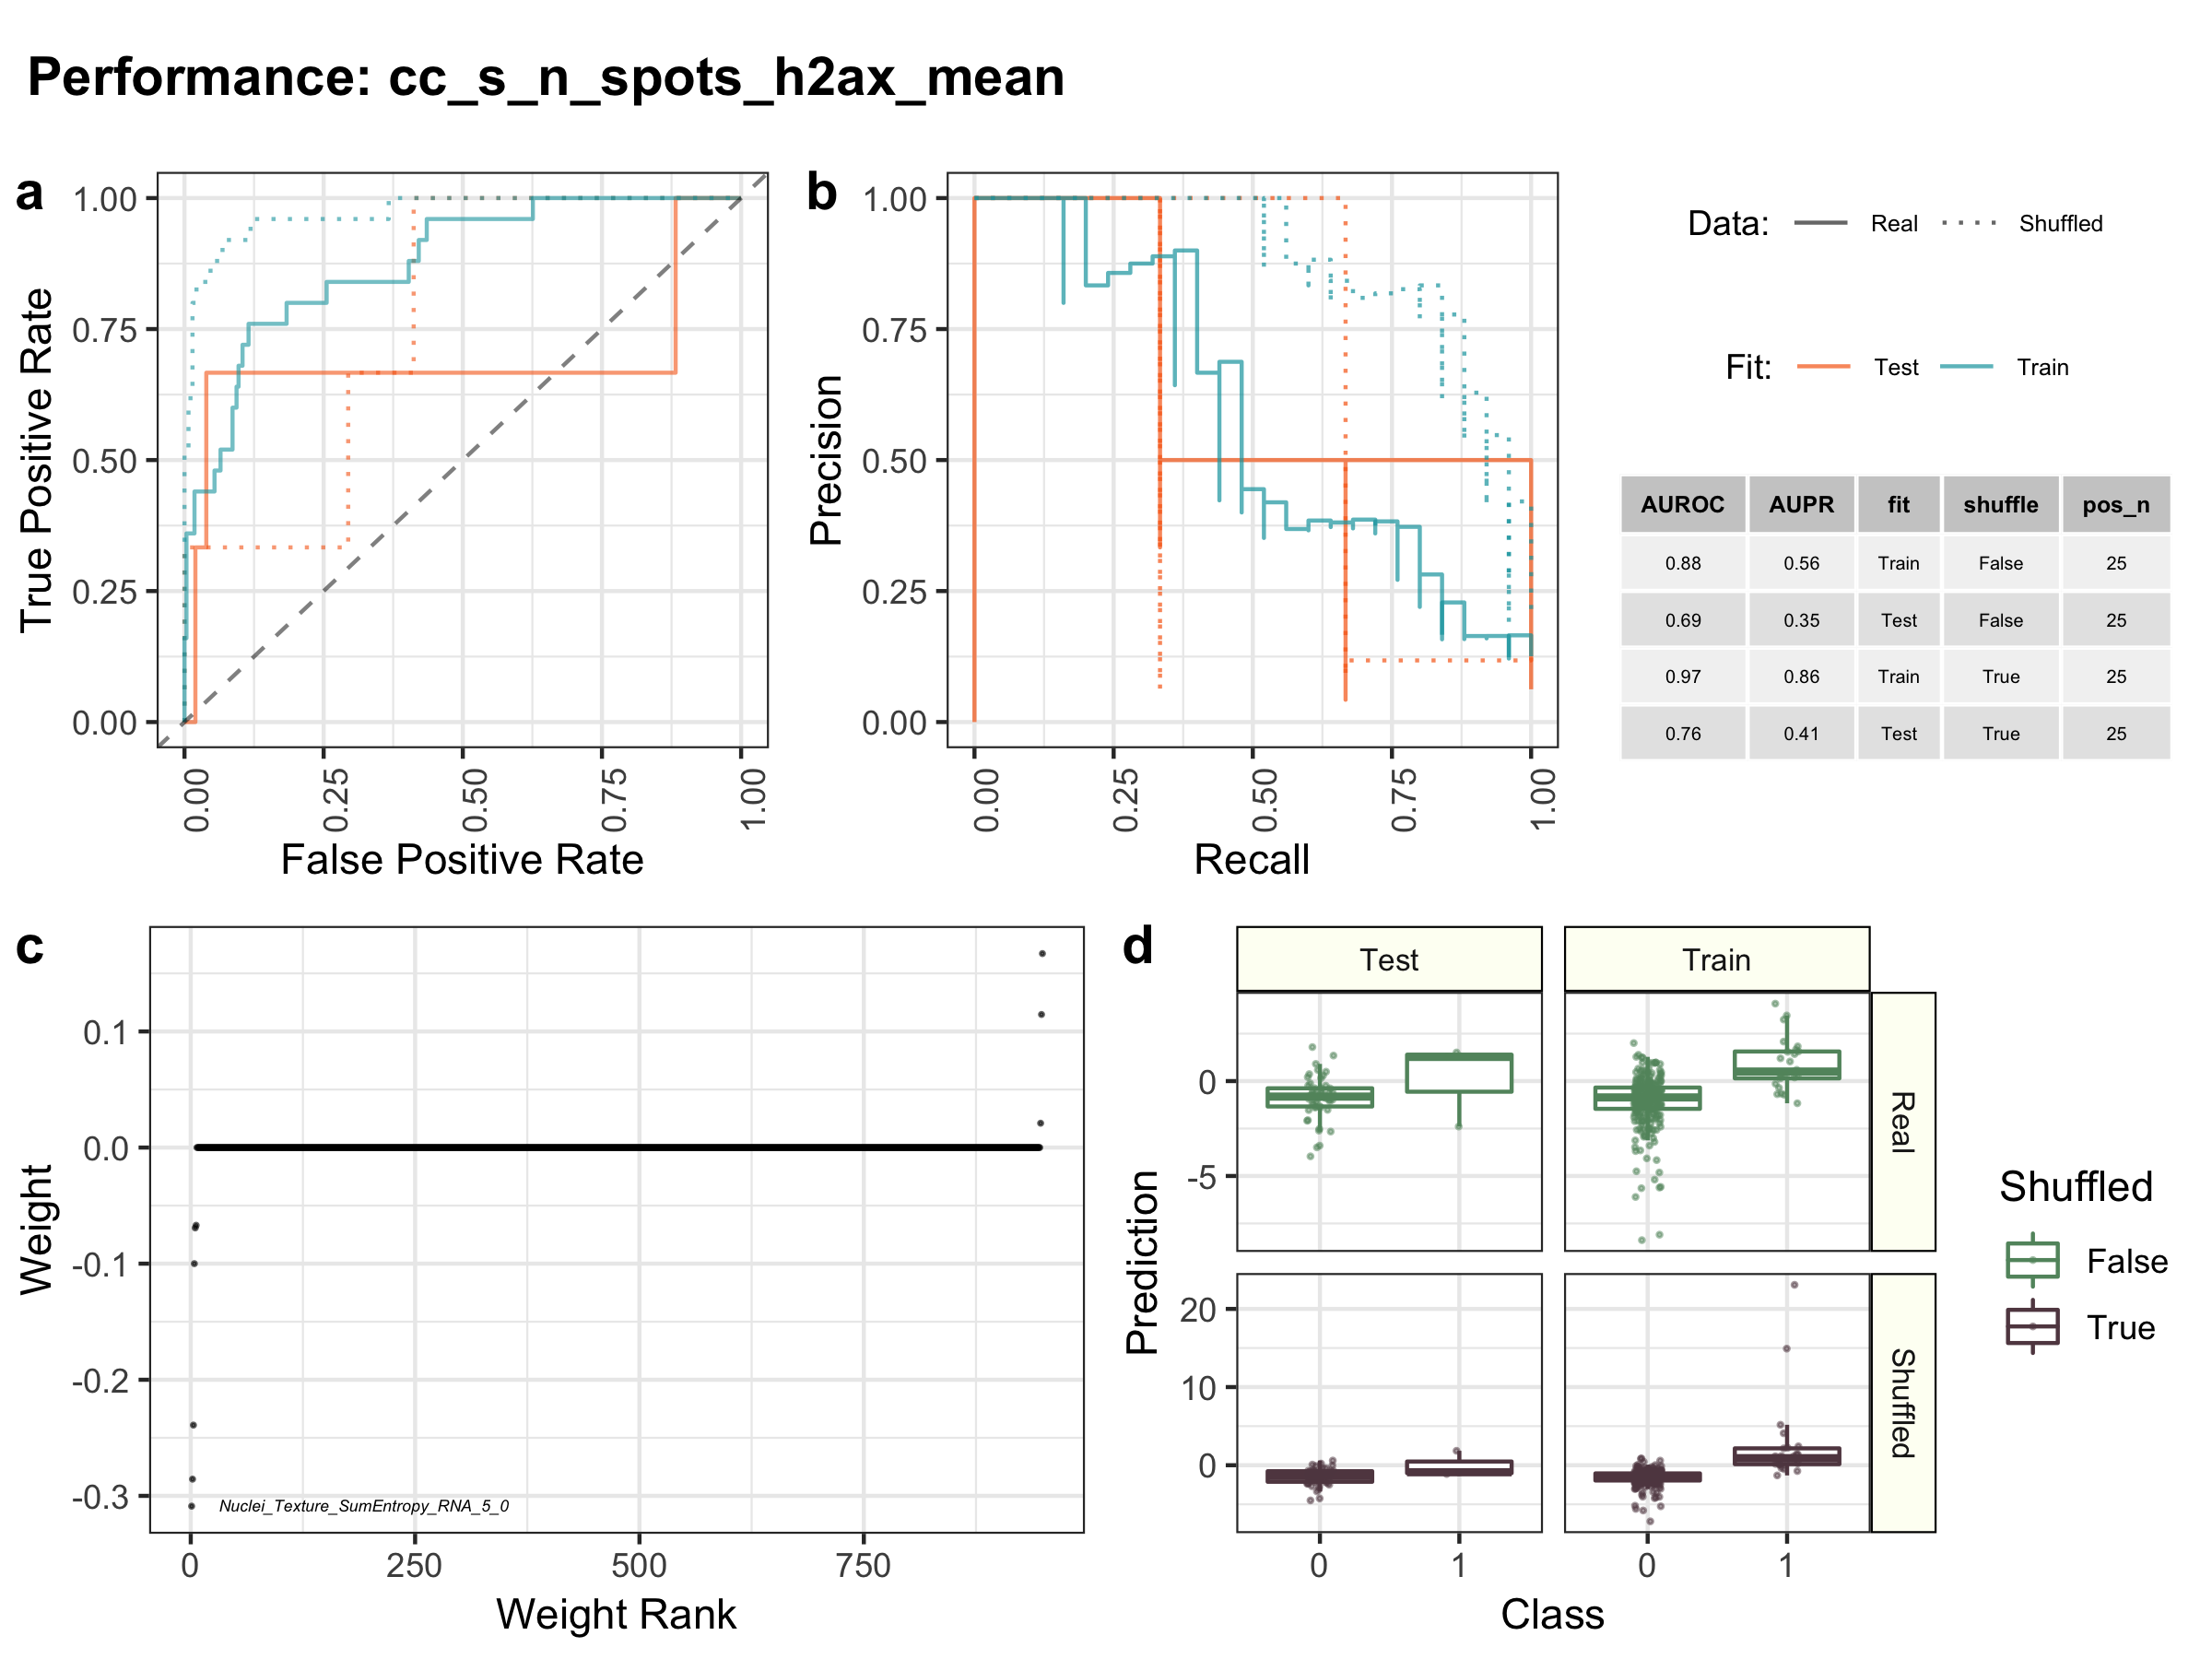 Performance: cc_s_n_spots_h2ax_mean
a
1.00
0.75
0.50
0.25
0.00
True Positive Rate
0.00 0.25 0.50 0.75 1.00
False Positive Rate
b
1.00
0.75
0.50
0.25
0.00
Precision
0.00 0.25 0.50 0.75 1.00
Recall
Data: Real Shuffled
Fit: Test Train
AUROC AUPR fit shuffle pos_n
0.88 0.56 Train False 25
0.69 0.35 Test False 25
0.97 0.86 Train True 25
0.76 0.41 Test True 25
c
0.1
0.0
-0.1
-0.2
-0.3
Weight
Nuclei_Texture_SumEntropy_RNA_5_0
0 250 500 750
Weight Rank
d
Test Train
0
-5
Real
20
10
0
Shuffled
Prediction
0 1 0 1
Class
Shuffled
False
True